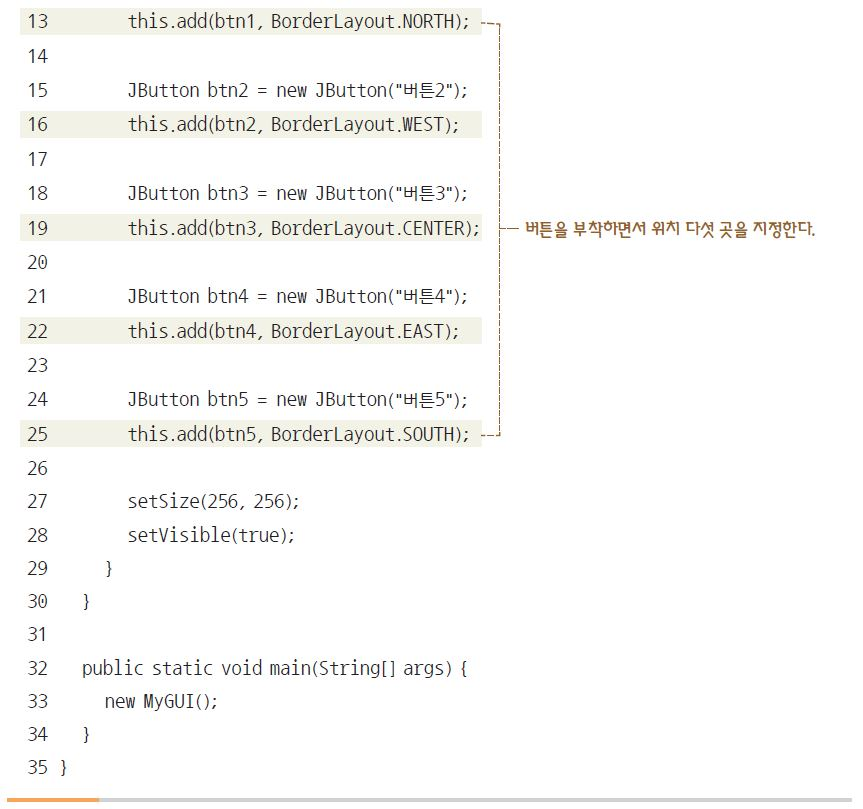 13 this.add(btn1, BorderLayout.NORTH);
14
15 JButton btn2 = new JButton("버튼2");
16 this.add(btn2, BorderLayout.WEST);
17
18 JButton btn3 = new JButton("버튼3");
19 this.add(btn3, BorderLayout.CENTER);
버튼을 부착하면서 위치 다섯 곳을 지정한다.
20
21 JButton btn4 = new JButton("버튼4");
22 this.add(btn4, BorderLayout.EAST);
23
24 JButton btn5 = new JButton("버튼5");
25 this.add(btn5, BorderLayout.SOUTH);
26
27 setSize(256, 256);
28 setVisible(true);
29 }
30 }
31
32 public static void main(String[] args) {
33 new MyGUI();
34 }
35 }